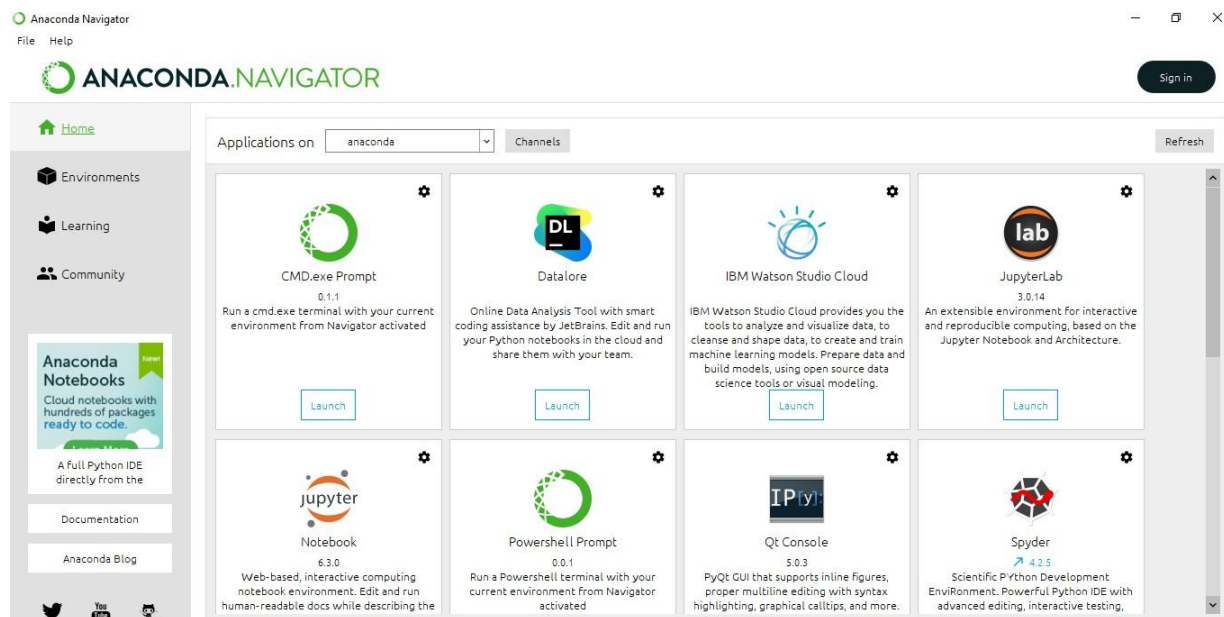 Anaconda Navigator
File Help
ANACONDA.NAVIGATOR
Sign in
Home
Environments
Learning
Community
Applications on
anaconda
Channels
Refresh
CMD.exe Prompt
0.1.1
Run a cmd.exe terminal with your current
environment from Navigator activated
Launch
DL
Datalore
Online Data Analysis Tool with smart
coding assistance by JetBrains. Edit and run
your Python notebooks in the cloud and
share them with your team.
Launch
IBM Watson Studio Cloud
IBM Watson Studio Cloud provides you the
tools to analyze and visualize data, to
cleanse and shape data, to create and train
machine learning models. Prepare data and
build models, using open source data
science tools or visual modeling.
Launch
lab
JupyterLab
3.0.14
An extensible environment for interactive
and reproducible computing, based on the
Jupyter Notebook and Architecture.
Launch
Anaconda
Notebooks
New!
Cloud notebooks with
hundreds of packages
ready to code.
Learn More
A full Python IDE
directly from the
Documentation
Anaconda Blog
You
Tube
jupyter
Notebook
6.3.0
Web-based, interactive computing
notebook environment. Edit and run
human-readable docs while describing the
Powershell Prompt
0.0.1
Run a Powershell terminal with your
current environment from Navigator
activated
IP[y]:
Qt Console
5.0.3
PyQt GUI that supports inline figures,
proper multiline editing with syntax
highlighting, graphical calltips, and more.
Spyder
4.2.5
Scientific PYthon Development
EnviRonment. Powerful Python IDE with
advanced editing, interactive testing,